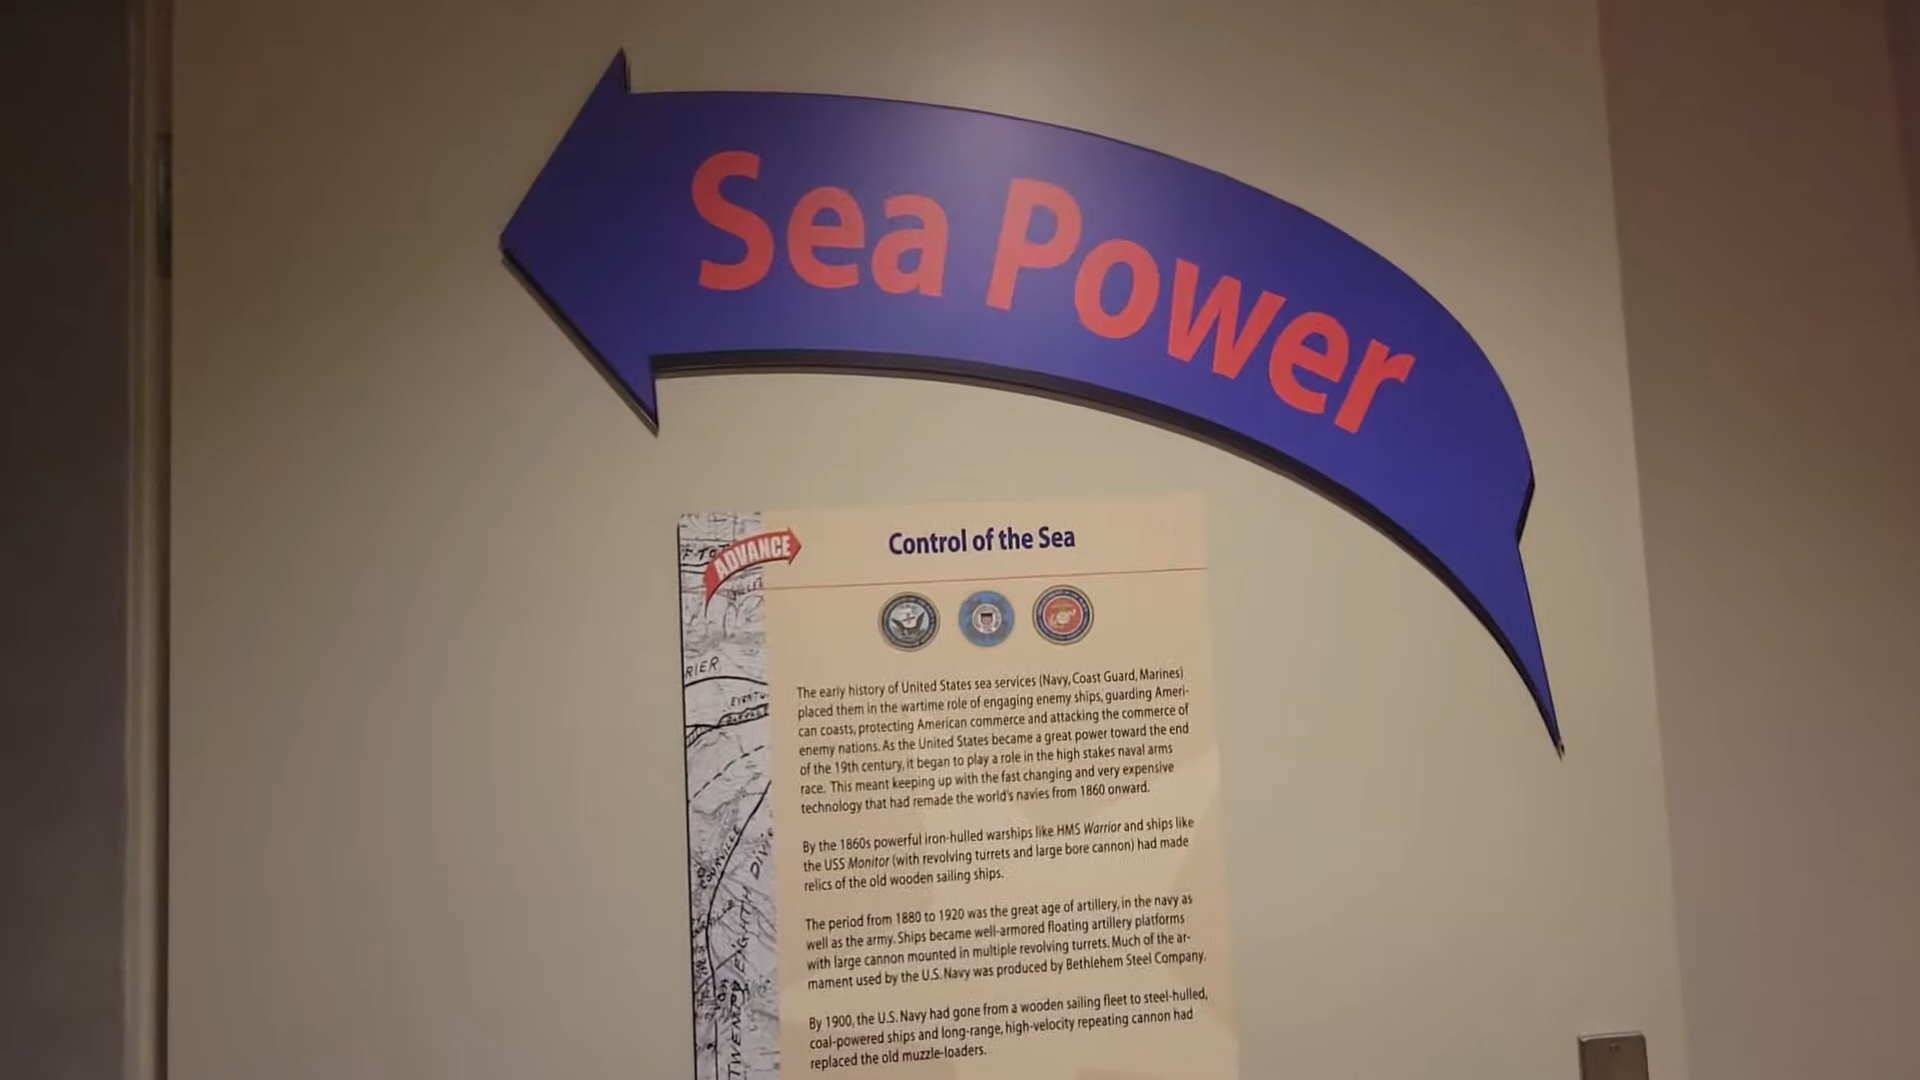 Sea Power
ADVANCE
Control of the Sea
RIER
The early history of United States sea services (Navy, Coast Guard, Marines)
placed them in the wartime role of engaging enemy ships, guarding Ameri-
can coasts, protecting American commerce and attacking the commerce of
enemy nations. As the United States became a great power toward the end
of the 19th century, it began to play a role in the high stakes naval arms
race. This meant keeping up with the fast changing and very expensive
technology that had remade the world's navies from 1860 onward.
By the 1860s powerful iron-hulled warships like HMS Warrior and ships like
the USS Monitor (with revolving turrets and large bore cannon) had made
relics of the old wooden sailing ships.
The period from 1880 to 1920 was the great age of artillery, in the navy as
well as the army. Ships became well-armored floating artillery platforms
with large cannon mounted in multiple revolving turrets. Much of the ar-
mament used by the U.S. Navy was produced by Bethlehem Steel Company.
By 1900, the U.S. Navy had gone from a wooden sailing fleet to steel-hulled,
coal-powered ships and long-range, high-velocity repeating cannon had
replaced the old muzzle-loaders.
TWENTY EIGHTH DIVI